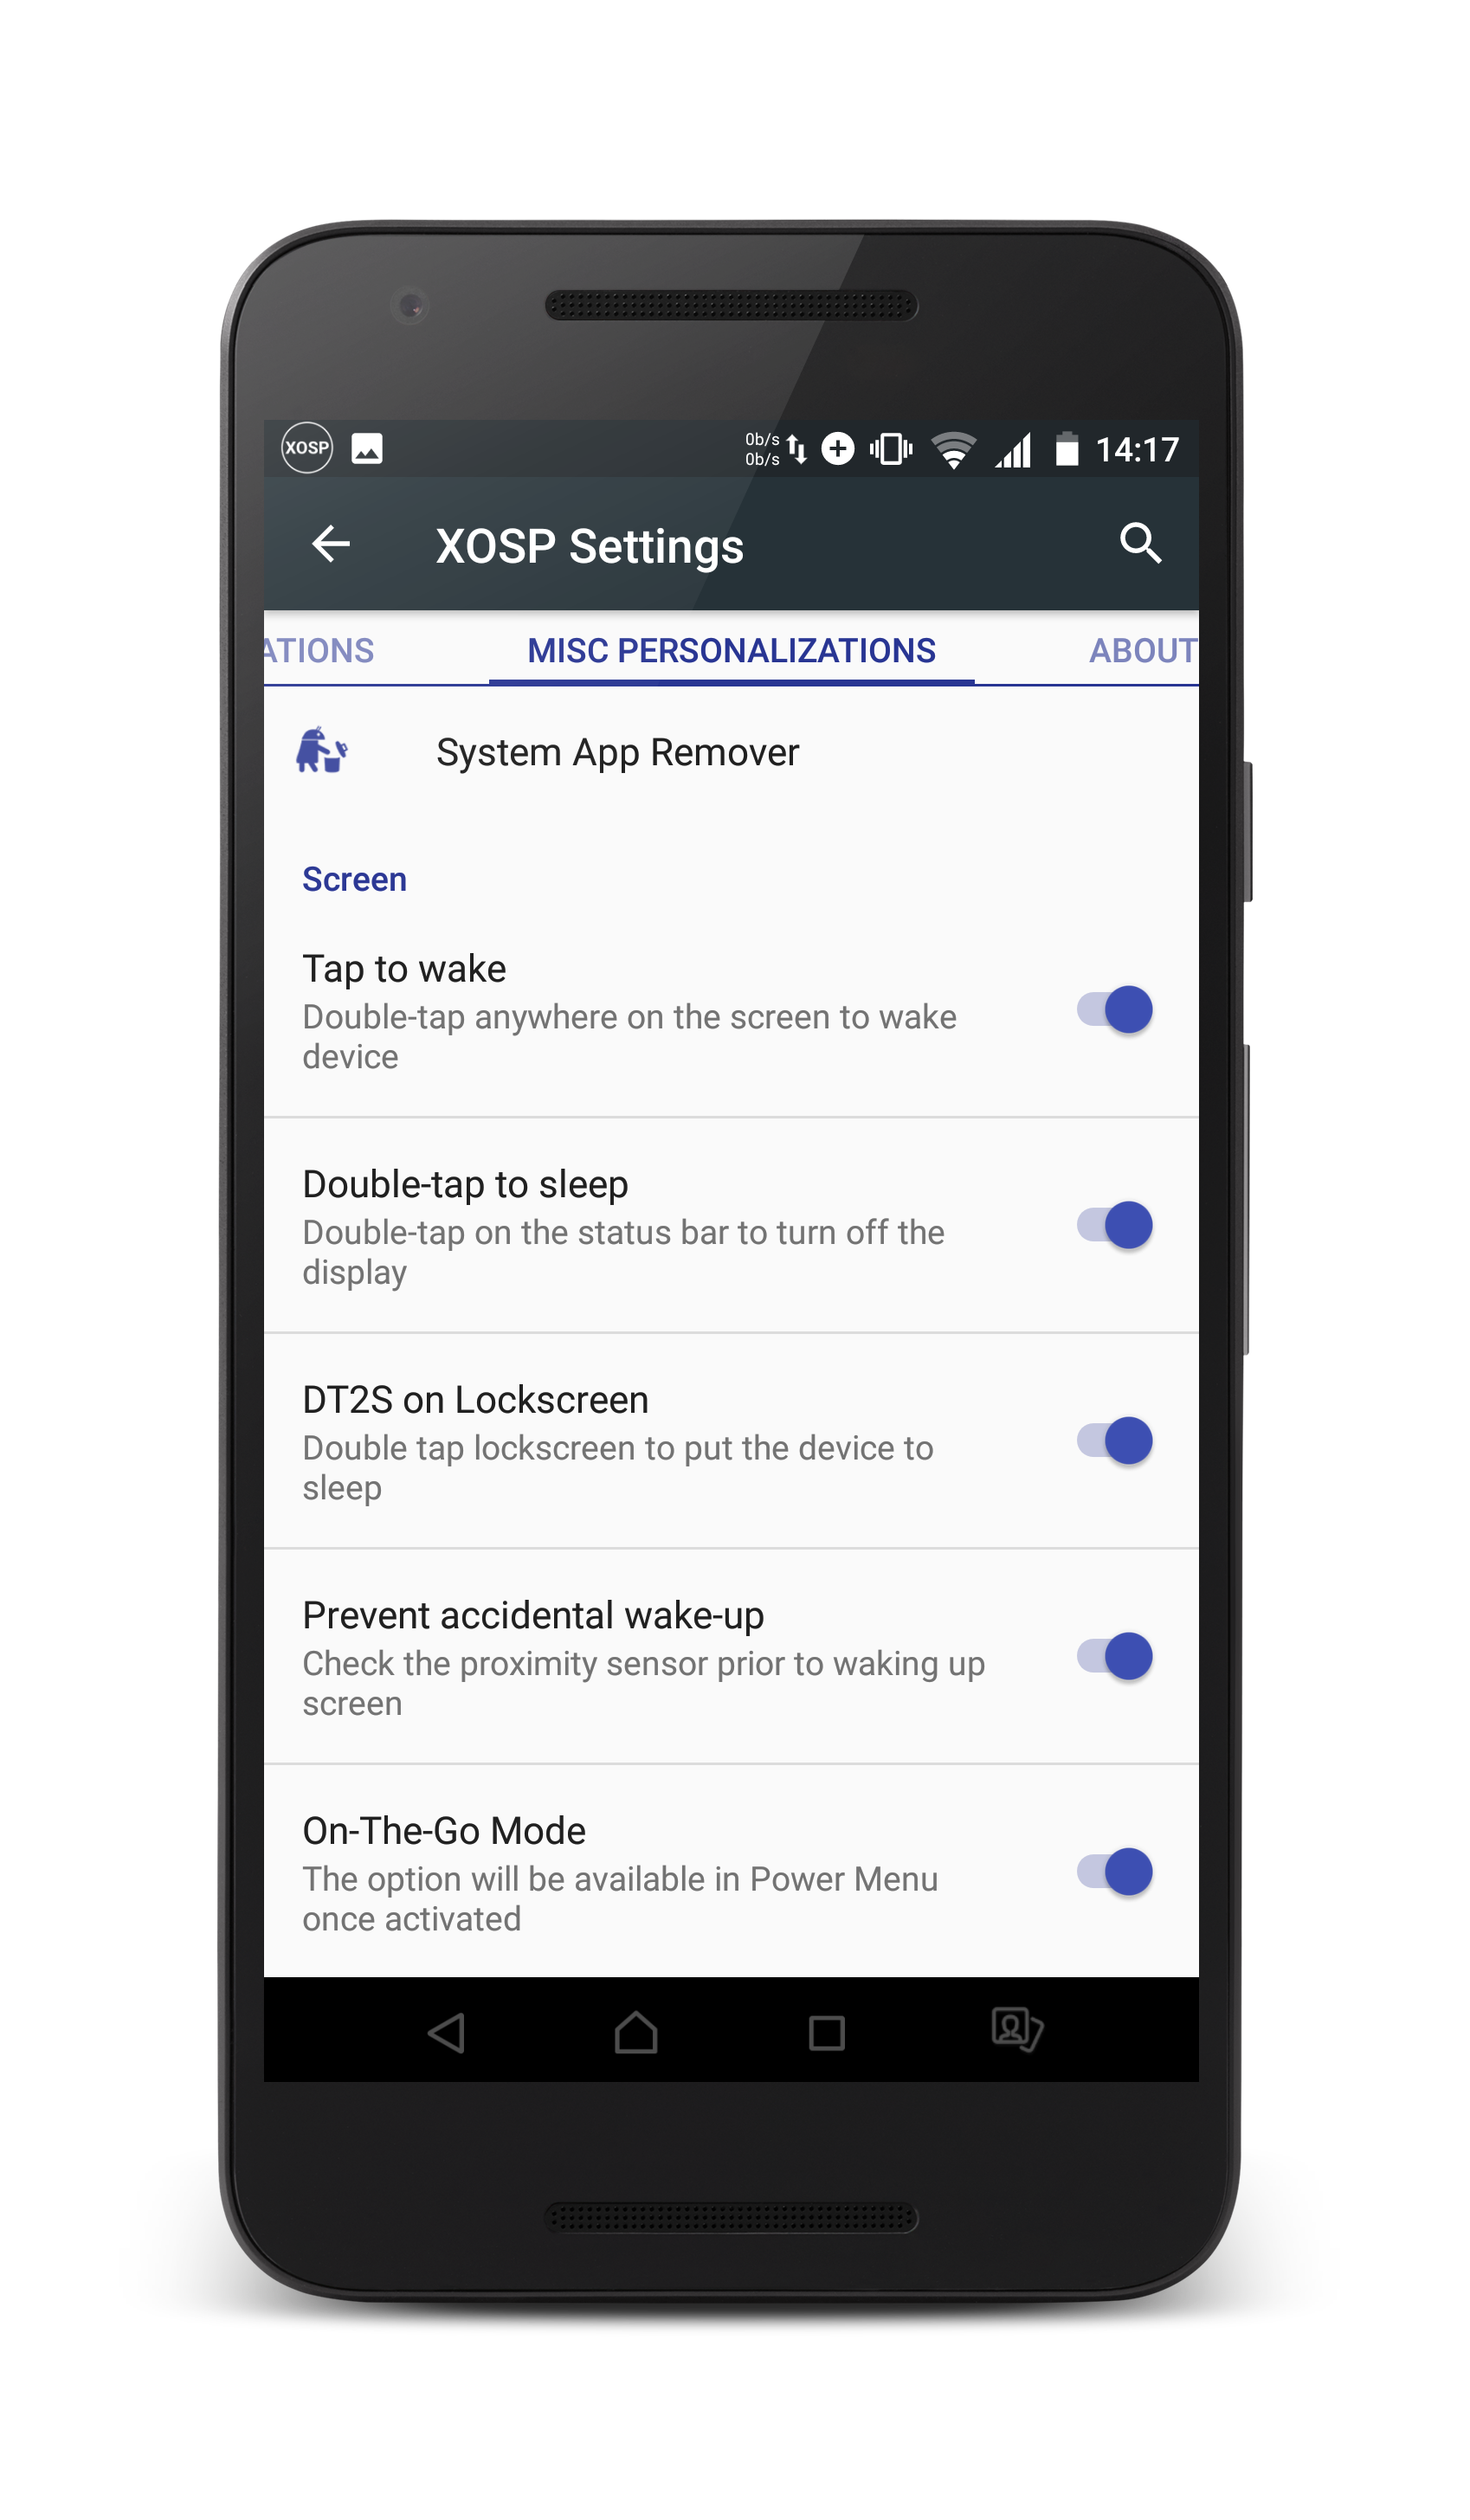 XOSP
0b/s
0b/s
14:17
XOSP Settings
ATIONS MISC PERSONALIZATIONS ABOUT
System App Remover
Screen
Tap to wake
Double-tap anywhere on the screen to wake
device
Double-tap to sleep
Double-tap on the status bar to turn off the
display
DT2S on Lockscreen
Double tap lockscreen to put the device to
sleep
Prevent accidental wake-up
Check the proximity sensor prior to waking up
screen
On-The-Go Mode
The option will be available in Power Menu
once activated